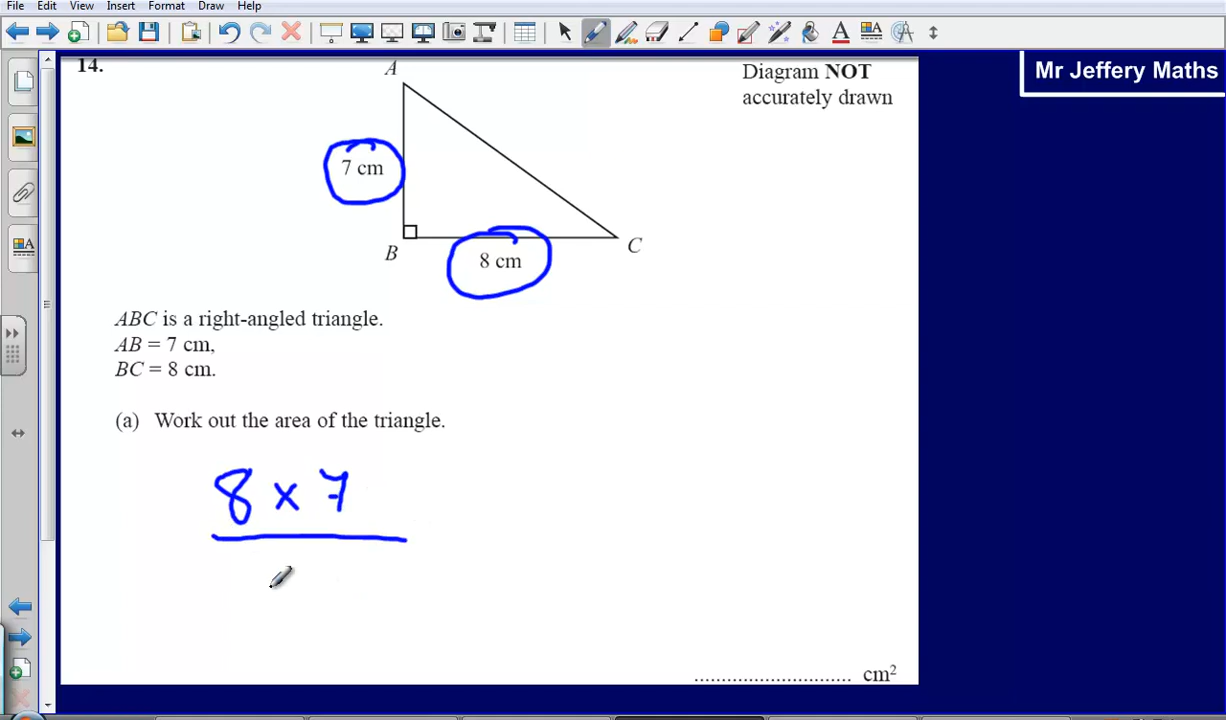 File Edit View Insert Format Draw Help
Mr Jeffery Maths
14.
Diagram NOT
accurately drawn
A
7 cm
B
8 cm
C
ABC is a right-angled triangle.
AB = 7 cm,
BC = 8 cm.
(a) Work out the area of the triangle.
8 × 7
.............................. cm²